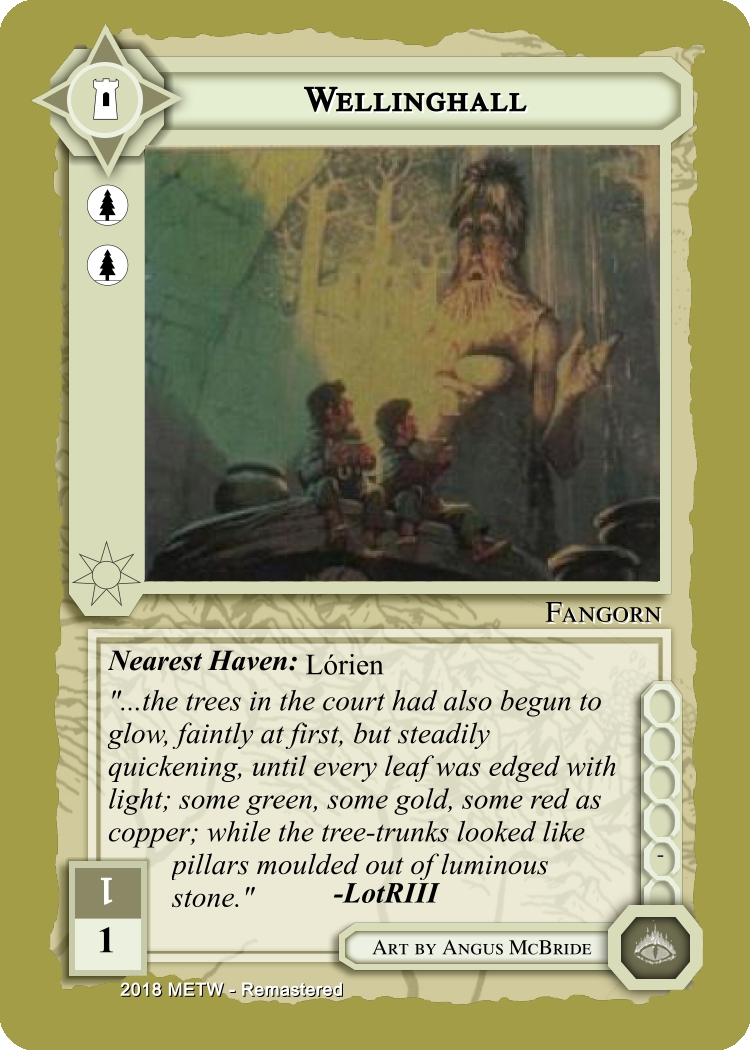 Wellinghall
Fangorn
Nearest Haven: Lórien
"...the trees in the court had also begun to
glow, faintly at first, but steadily
quickening, until every leaf was edged with
light; some green, some gold, some red as
copper; while the tree-trunks looked like
pillars moulded out of luminous
stone." -LotRIII
-
1
1
Art by Angus McBride
2018 METW - Remastered